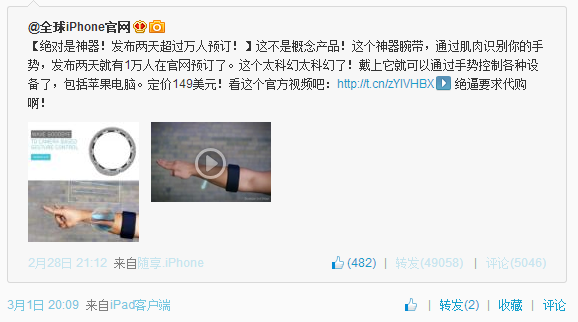 @全球iPhone官网
【绝对是神器！发布两天超过万人预订！】这不是概念产品！这个神器腕带，通过肌肉识别你的手
势，发布两天就有1万人在官网预订了。这个太科幻了太科幻了！戴上它就可以通过手势控制各种设
备了，包括苹果电脑。定价149美元！看这个官方视频吧：http://t.cn/zYlVHBX 绝逼要求代购
啊！
WAVE GOODBYE
TO CAMERA-BASED
GESTURE CONTROL
2月28日 21:12 来自随享.iPhone
(482) | 转发(49058) | 评论(5046)
3月1日 20:09 来自iPad客户端
| 转发(2) | 收藏 | 评论